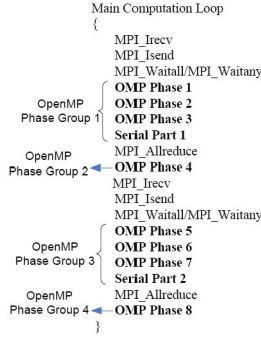 Main Computation Loop
{
MPI_Irecv
MPI_Isend
MPI_Waitall/MPI_Waitany
OMP Phase 1
OpenMP
OMP Phase 2
Phase Group 1
OMP Phase 3
Serial Part 1
OpenMP
MPI_Allreduce
Phase Group 2
OMP Phase 4
MPI_Irecv
MPI_Isend
MPI_Waitall/MPI_Waitany
OMP Phase 5
OpenMP
OMP Phase 6
Phase Group 3
OMP Phase 7
Serial Part 2
OpenMP
MPI_Allreduce
Phase Group 4
OMP Phase 8
}